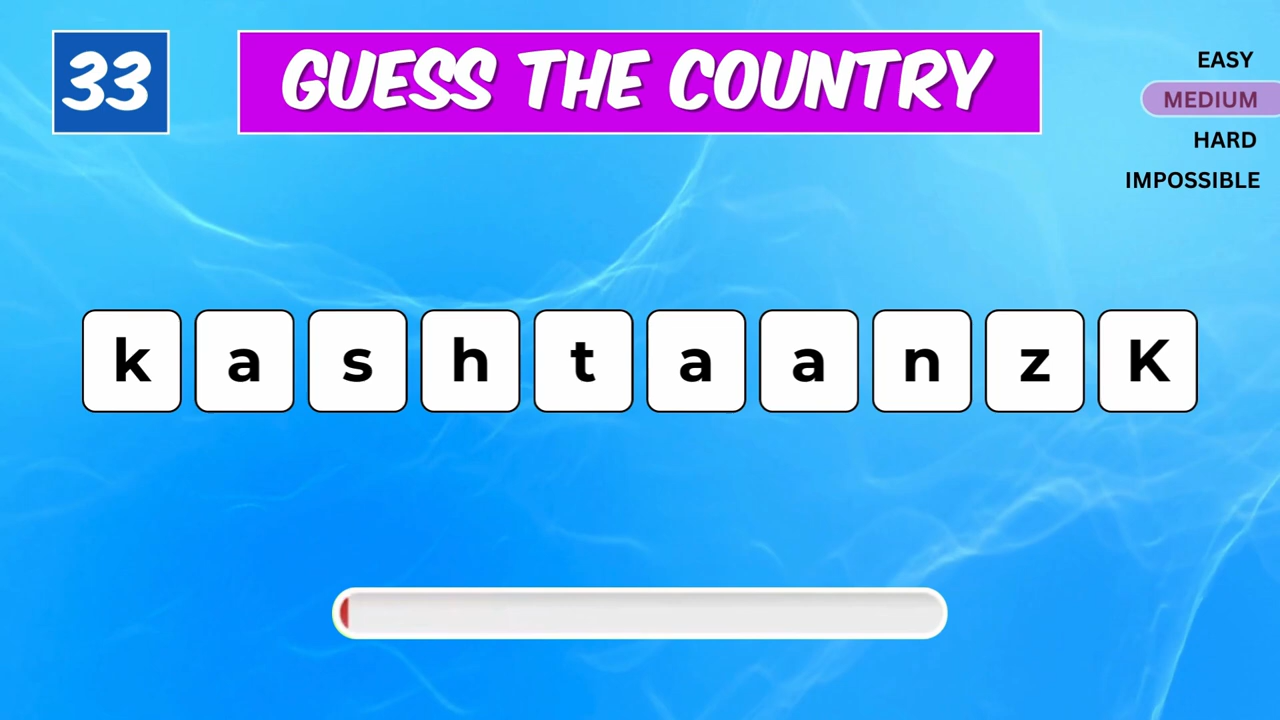 33
GUESS THE COUNTRY
EASY
MEDIUM
HARD
IMPOSSIBLE
k a s h t a a n z K